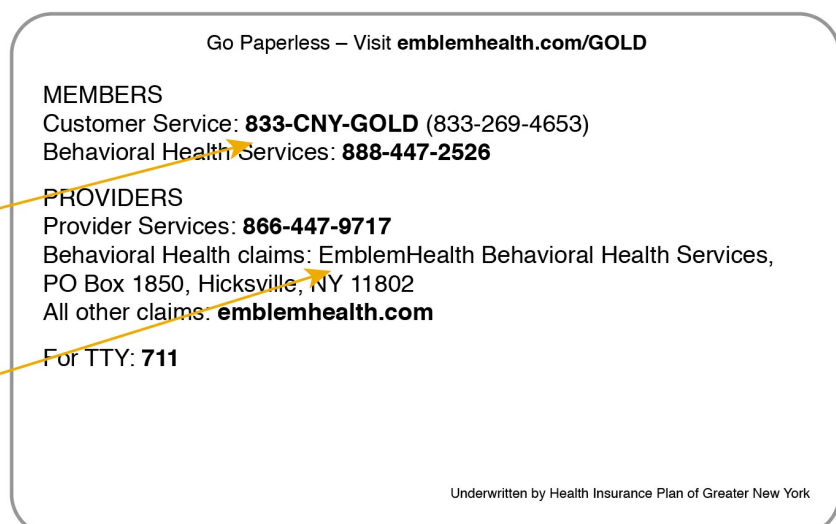 Go Paperless – Visit emblemhealth.com/GOLD
MEMBERS
Customer Service: 833-CNY-GOLD (833-269-4653)
Behavioral Health Services: 888-447-2526
PROVIDERS
Provider Services: 866-447-9717
Behavioral Health claims: EmblemHealth Behavioral Health Services,
PO Box 1850, Hicksville, NY 11802
All other claims: emblemhealth.com
For TTY: 711
Underwritten by Health Insurance Plan of Greater New York